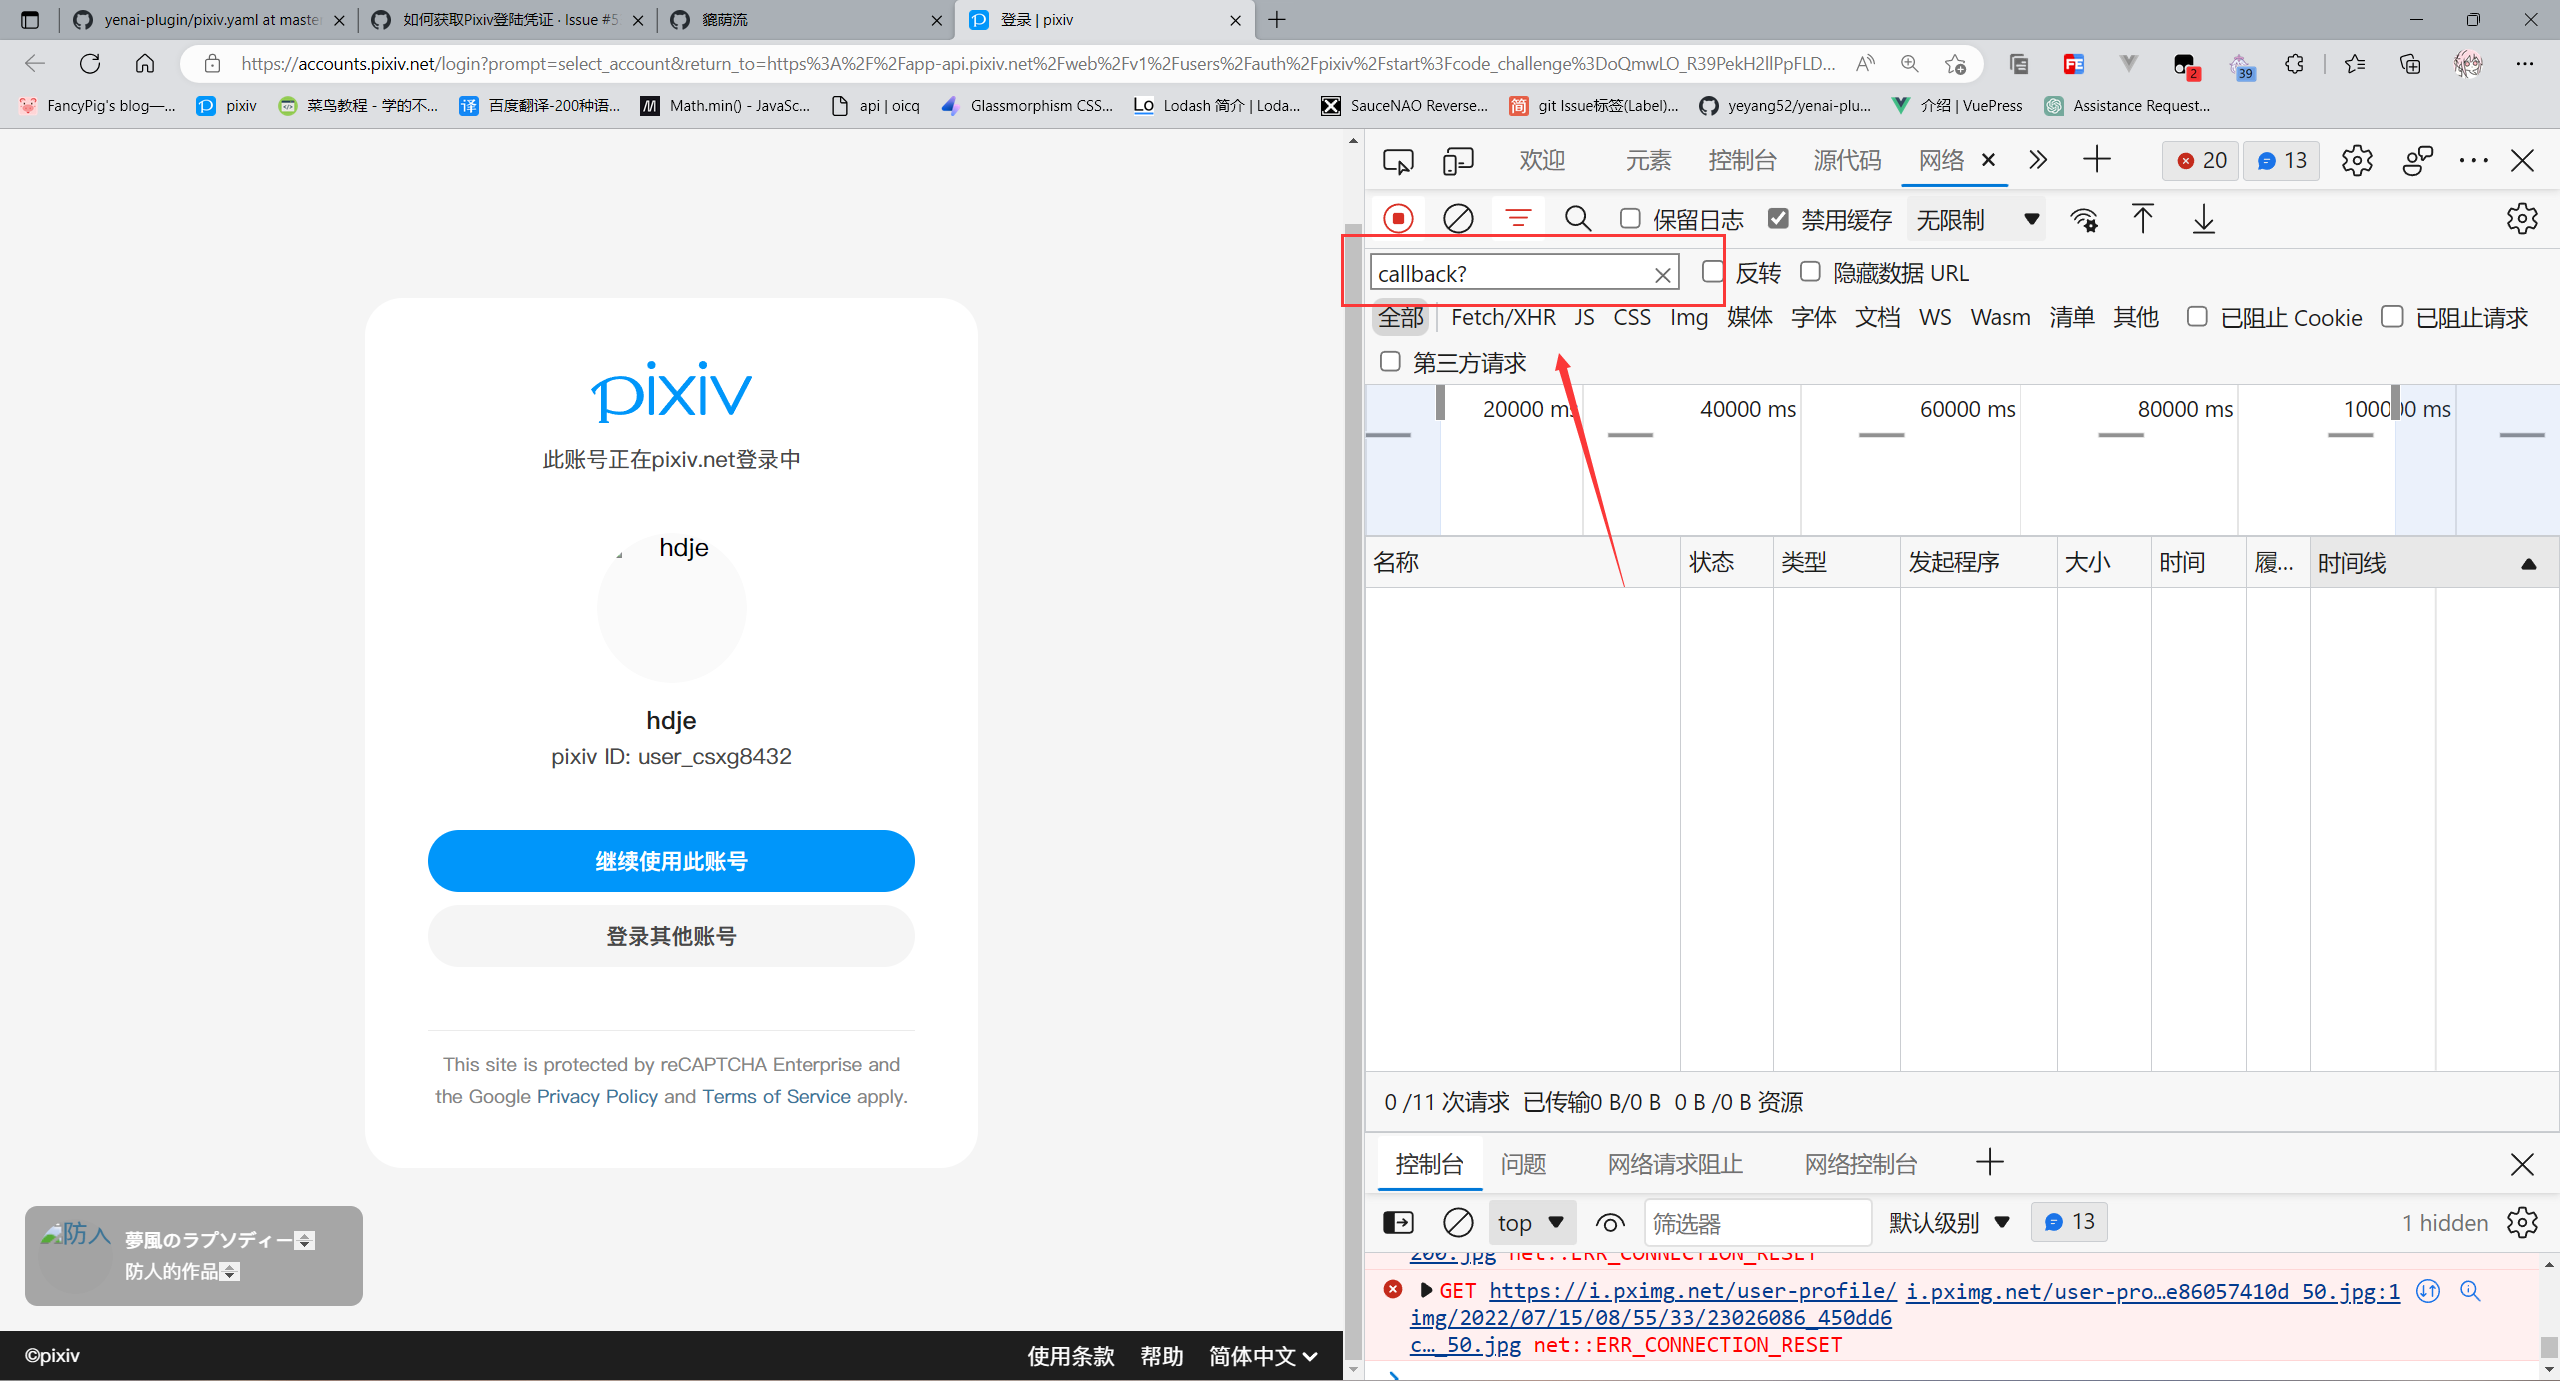 yenai-plugin/pixiv.yaml at master
如何获取Pixiv登陆凭证 · Issue #5
登录 | pixiv
https://accounts.pixiv.net/login?prompt=select_account&return_to=https%3A%2F%2Fapp-api.pixiv.net%2Fweb%2Fv1%2Fusers%2Fauth%2Fpixiv%2Fstart%3Fcode_challenge%3DoQmwLO_R39PekH2llPpFLD...
2
39
FancyPig's blog—...
pixiv
菜鸟教程 - 学的不...
译 百度翻译-200种语...
Math.min() - JavaSc...
api | oicq
Glassmorphism CSS...
Lo Lodash 简介 | Loda...
SauceNAO Reverse...
简 git Issue标签(Label)...
yeyang52/yenai-plu...
介绍 | VuePress
Assistance Request...
pixiv
此账号正在pixiv.net登录中
hdje
hdje
pixiv ID: user_csxg8432
继续使用此账号
登录其他账号
This site is protected by reCAPTCHA Enterprise and
the Google Privacy Policy and Terms of Service apply.
防人
夢風のラプソディー
防人的作品
©pixiv
使用条款 帮助 简体中文
欢迎 元素 控制台 源代码 网络
20 13
保留日志 禁用缓存 无限制
callback? 反转 隐藏数据 URL
全部 Fetch/XHR JS CSS Img 媒体 字体 文档 WS Wasm 清单 其他 已阻止 Cookie 已阻止请求
第三方请求
20000 ms 40000 ms 60000 ms 80000 ms 100000 ms
名称 状态 类型 发起程序 大小 时间 履... 时间线
0 /11 次请求 已传输0 B/0 B 0 B /0 B 资源
控制台 问题 网络请求阻止 网络控制台
top 筛选器 默认级别 13 1 hidden
200.jpg net::ERR_CONNECTION_RESET
GET https://i.pximg.net/user-profile/ i.pximg.net/user-pro…e86057410d_50.jpg:1
img/2022/07/15/08/55/33/23026086_450dd6
c…_50.jpg net::ERR_CONNECTION_RESET